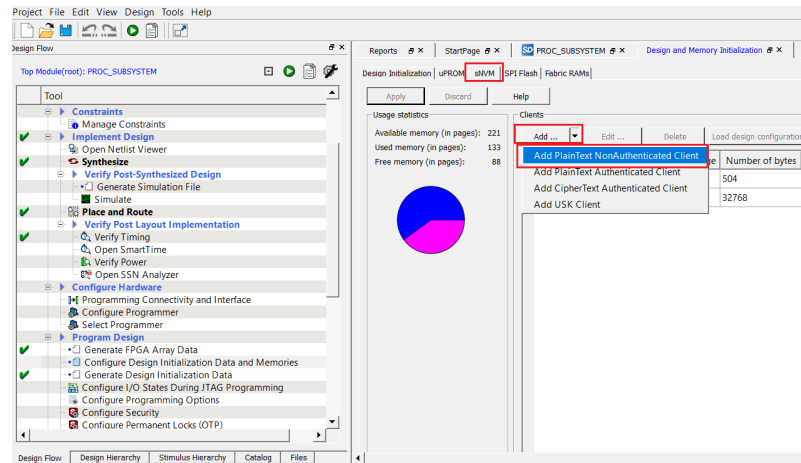 Project File Edit View Design Tools Help
Design Flow
Reports StartPage PROC_SUBSYSTEM Design and Memory Initialization
Top Module(root): PROC_SUBSYSTEM
Design Initialization uPROM sNVM SPI Flash Fabric RAMs
Tool
Apply Discard Help
Constraints
Manage Constraints
Implement Design
Open Netlist Viewer
Synthesize
Verify Post-Synthesized Design
Generate Simulation File
Simulate
Place and Route
Verify Post Layout Implementation
Verify Timing
Open SmartTime
Verify Power
Open SSN Analyzer
Configure Hardware
Programming Connectivity and Interface
Configure Programmer
Select Programmer
Program Design
Generate FPGA Array Data
Configure Design Initialization Data and Memories
Generate Design Initialization Data
Configure I/O States During JTAG Programming
Configure Programming Options
Configure Security
Configure Permanent Locks (OTP)
Usage statistics
Available memory (in pages): 221
Used memory (in pages): 133
Free memory (in pages): 88
Clients
Add ... Edit ... Delete Load design configuration
Add PlainText NonAuthenticated Client
Add PlainText Authenticated Client
Add CipherText Authenticated Client
Add USK Client
Number of bytes
504
32768
Design Flow Design Hierarchy Stimulus Hierarchy Catalog Files